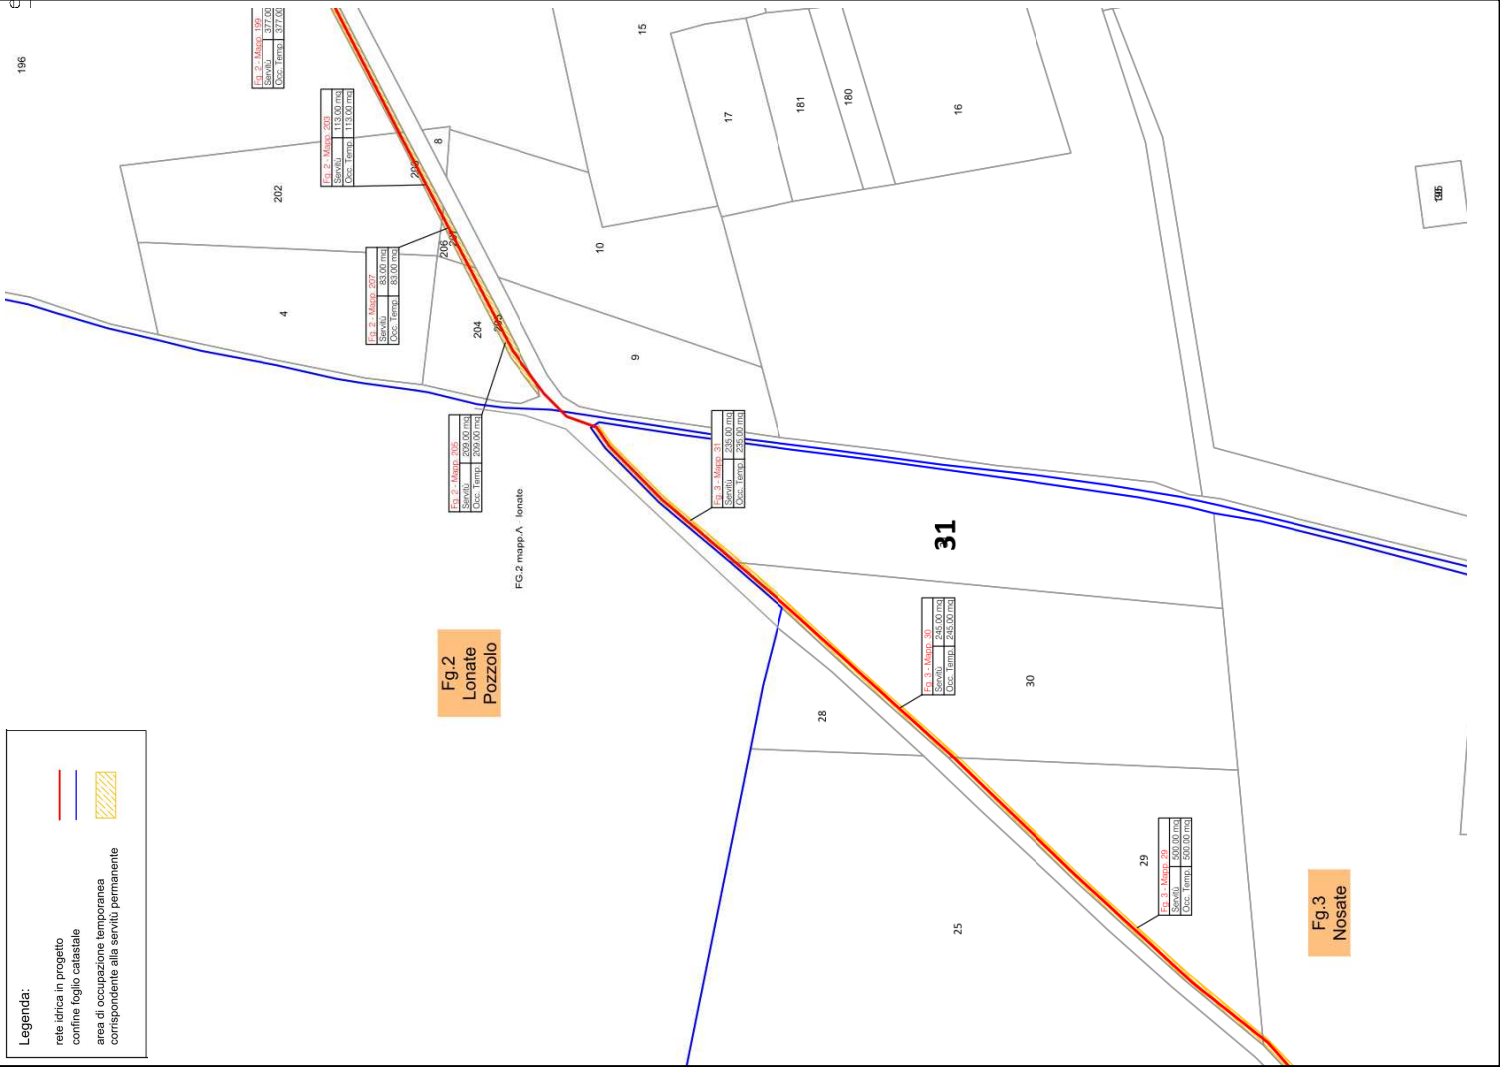 196
Fg. 2 - Mapp. 199
Servitù 377.00
Occ. Temp. 377.00
Fg. 2 - Mapp. 203
Servitù 113.00 mq
Occ. Temp. 113.00 mq
202
203
8
15
17
181
180
16
10
206
4
Fg. 2 - Mapp. 207
Servitù 83.00 mq
Occ. Temp. 83.00 mq
204
205
9
Fg. 2 - Mapp. 205
Servitù 209.00 mq
Occ. Temp. 209.00 mq
FG.2 mapp.A lonate
Fg. 3 - Mapp. 31
Servitù 235.00 mq
Occ. Temp. 235.00 mq
31
Fg.2
Lonate
Pozzolo
Fg. 3 - Mapp. 30
Servitù 245.00 mq
Occ. Temp. 245.00 mq
30
28
29
Fg. 3 - Mapp. 29
Servitù 500.00 mq
Occ. Temp. 500.00 mq
25
Fg.3
Nosate
Legenda:
rete idrica in progetto
confine foglio catastale
area di occupazione temporanea
corrispondente alla servitù permanente